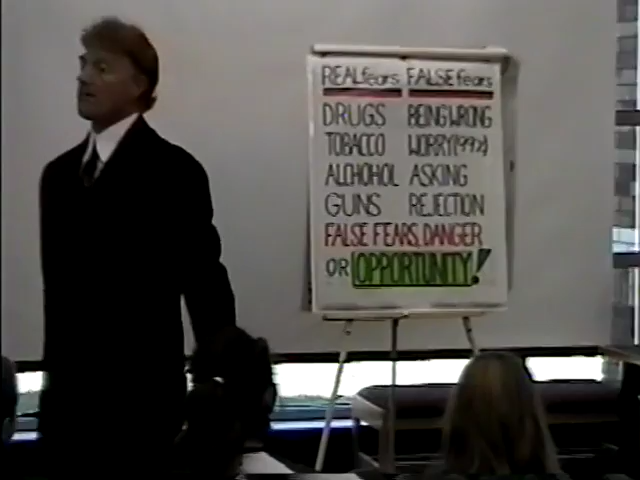 REAL fears FALSE fears
DRUGS BEING WRONG
TOBACCO WORRY (99%)
ALCHOHOL ASKING
GUNS REJECTION
FALSE FEARS, DANGER
OR OPPORTUNITY!